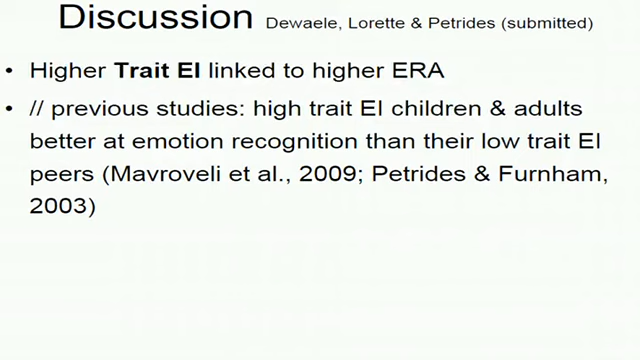 Discussion Dewaele, Lorette & Petrides (submitted)
• Higher Trait EI linked to higher ERA
• // previous studies: high trait EI children & adults
better at emotion recognition than their low trait EI
peers (Mavroveli et al., 2009; Petrides & Furnham,
2003)